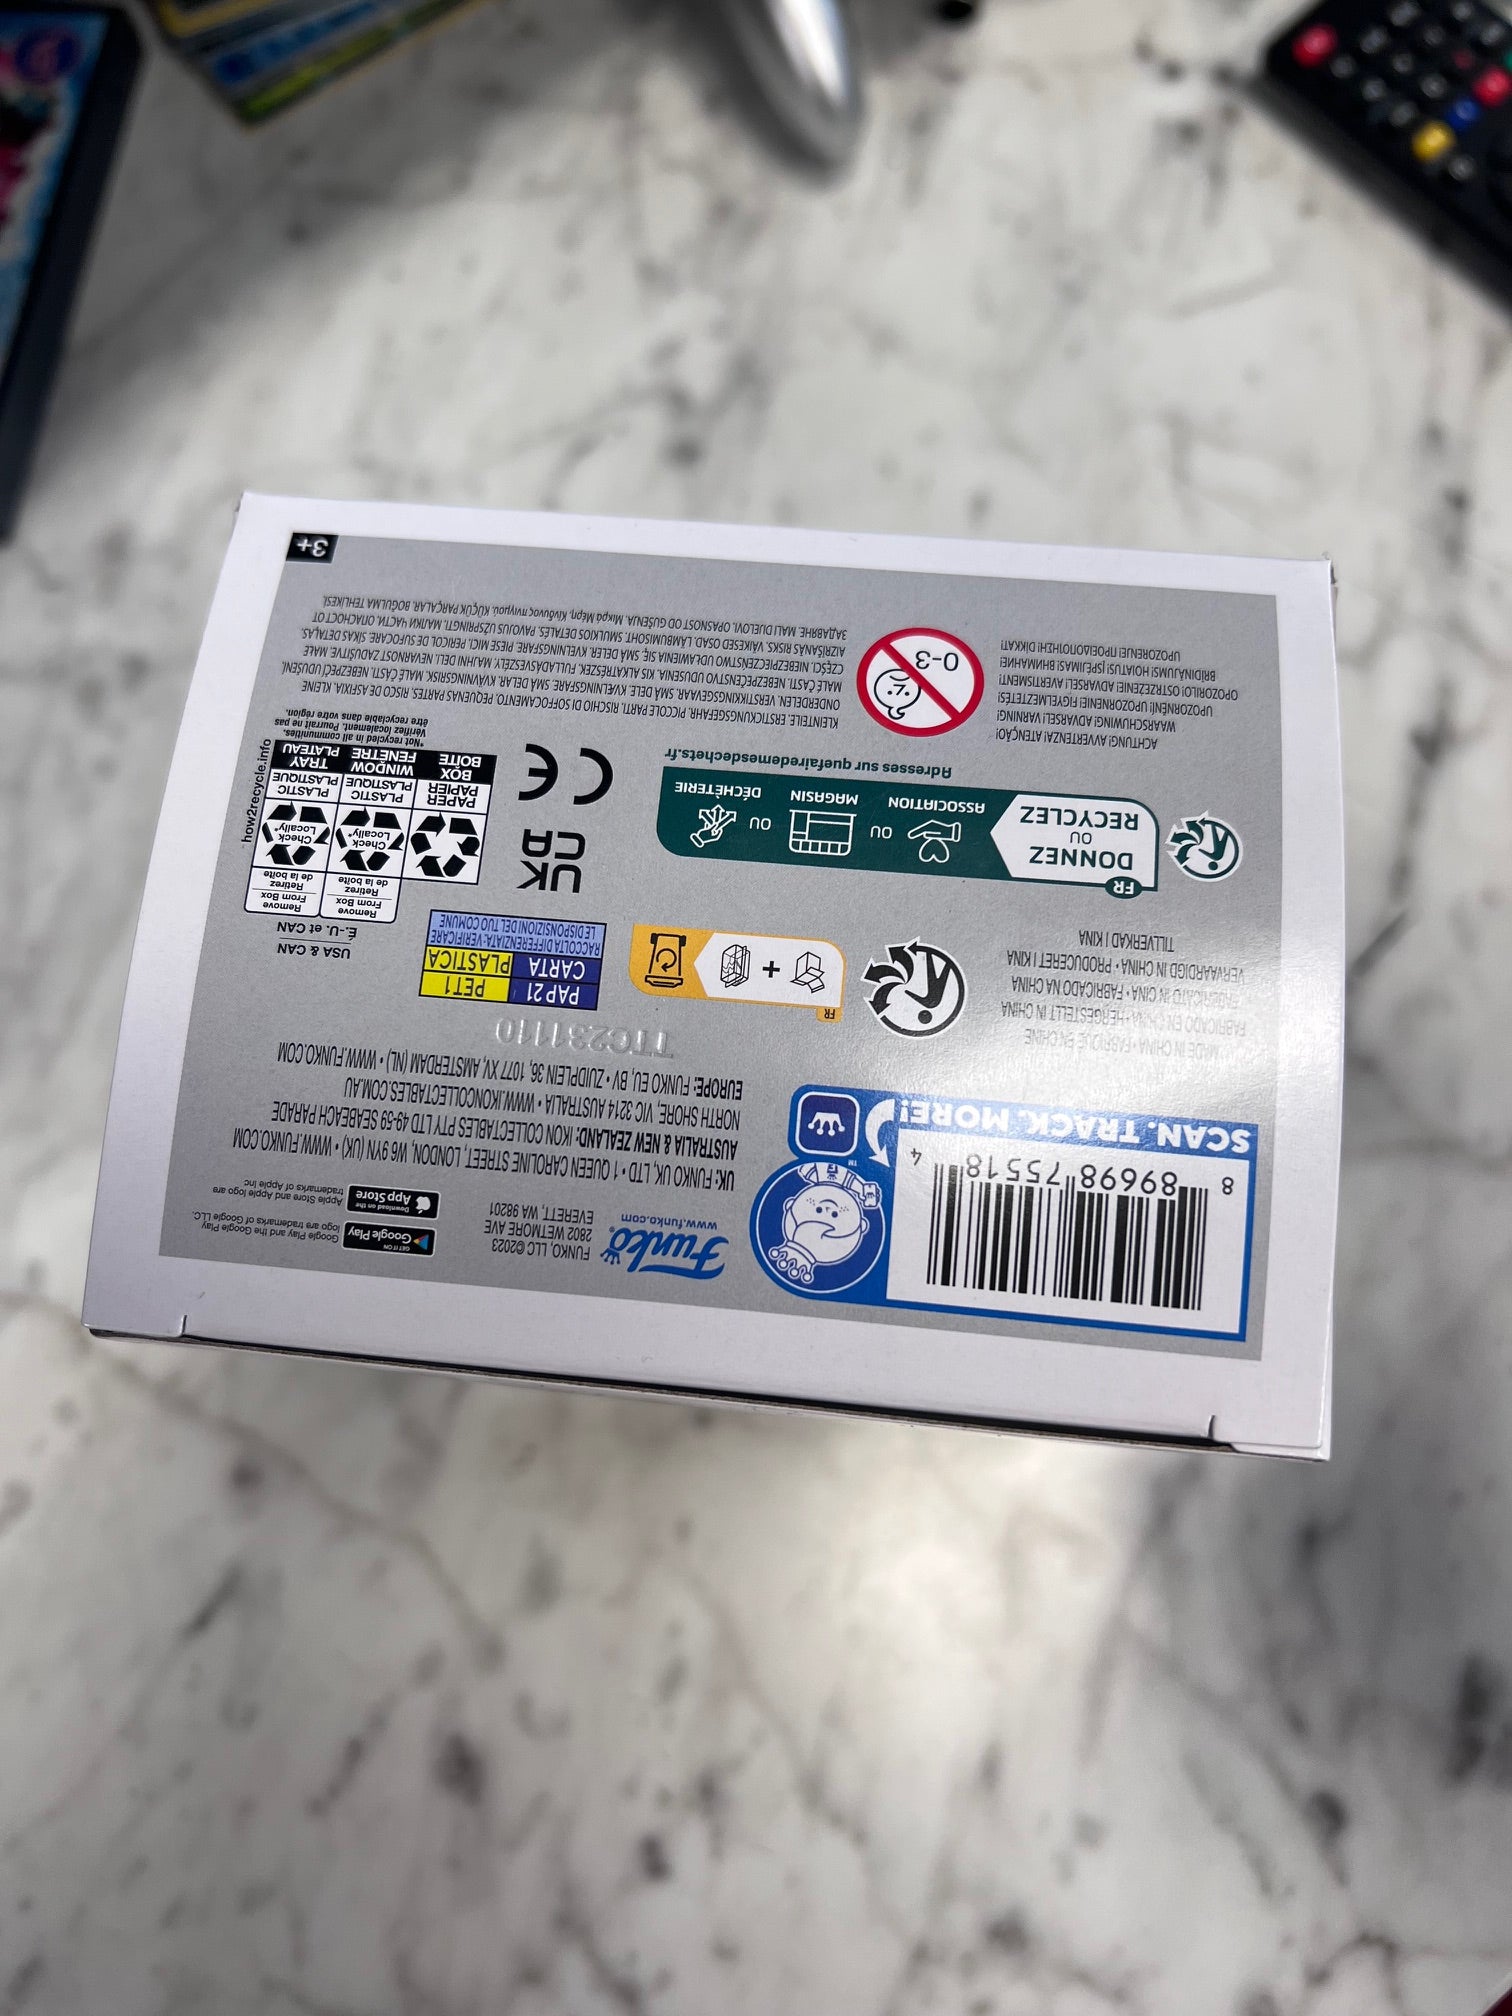 8 89698 75518 4
SCAN. TRACK. MORE!
Funko®
www.funko.com
FUNKO, LLC ©2023
2802 WETMORE AVE
EVERETT, WA 98201
GET IT ON
Google Play
Google Play and the Google Play
logo are trademarks of Google LLC.
Download on the
App Store
Apple and Apple logo are
trademarks of Apple Inc
UK: FUNKO UK, LTD • 1 QUEEN CAROLINE STREET, LONDON, W6 9YN (UK) • WWW.FUNKO.COM
AUSTRALIA & NEW ZEALAND: IKON COLLECTABLES PTY LTD 49-59 SEABEACH PARADE
NORTH SHORE, VIC 3214 AUSTRALIA • WWW.IKONCOLLECTABLES.COM.AU
EUROPE: FUNKO EU, BV • ZUIDPLEIN 36, 1077 XV, AMSTERDAM (NL) • WWW.FUNKO.COM
TTC231110
MADE IN CHINA • FABRIQUÉ EN CHINE
FABRICADO EN CHINA • HERGESTELLT IN CHINA
FABBRICATO IN CINA • FABRICADO NA CHINA
VERVAARDIGD IN CHINA • PRODUCERET I KINA
TILLVERKAD I KINA
FR
PAP 21 PET 1
CARTA PLASTICA
RACCOLTA DIFFERENZIATA: VERIFICARE
LE DISPOSIZIONI DEL TUO COMUNE
USA & CAN
É.-U. et CAN
Remove
From Box
Retirez
de la boîte
Remove
From Box
Retirez
de la boîte
Check
Locally*
Check
Locally*
PAPER
PAPIER
PLASTIC
PLASTIQUE
PLASTIC
PLASTIQUE
BOX
BOÎTE
WINDOW
FENÊTRE
TRAY
PLATEAU
how2recycle.info
*Not recycled in all communities.
Vérifiez localement. Pourrait ne pas
être recyclable dans votre région.
UK
CA
CE
FR
DONNEZ
OU
RECYCLEZ
ASSOCIATION
OU
MAGASIN
OU
DÉCHÈTERIE
Adresses sur quefairedemesdechets.fr
ACHTUNG! AVVERTENZA! ATENÇÃO!
WAARSCHUWING! ADVARSEL! VARNING!
UPOZORNĚNÍ! UPOZORNENIE! FIGYELMEZTETÉS!
OPOZORILO! OSTRZEŻENIE! ADVARSEL! AVERTISMENT!
BRĪDINĀJUMS! HOIATUS! ĮSPĖJIMAS! ВНИМАНИЕ!
UPOZORENJE! ΠΡΟΕΙΔΟΠΟΙΗΣΗ! DIKKAT!
0-3
KLEINTEILE. ERSTICKUNGSGEFAHR. PICCOLE PARTI. RISCHIO DI SOFFOCAMENTO. PEQUENAS PARTES. RISCO DE ASFIXIA. KLEINE
ONDERDELEN. VERSTIKKINGSGEVAAR. SMÅ DELE. KVÆLNINGSFARE. SMÅ DELAR. KVÄVNINGSRISK. MALÉ ČÁSTI. NEBEZPEČÍ UDUŠENÍ.
MALÉ ČASTI. NEBEZPEČENSTVO UDUSENIA. KIS ALKATRÉSZEK. FULLADÁSVESZÉLY. MAJHNI DELI. NEVARNOST ZADUŠITVE. MAŁE
CZĘŚCI. NIEBEZPIECZEŃSTWO UDŁAWIENIA SIĘ. SMÅ DELER. KVELNINGSFARE. PIESE MICI. PERICOL DE SUFOCARE. SĪKAS DETAĻAS.
AIZRĪŠANĀS RISKS. VÄIKESED OSAD. LÄMBUMISOHT. SMULKIOS DETALĖS. PAVOJUS UŽSPRINGTI. МАЛКИ ЧАСТИ. ОПАСНОСТ ОТ
ЗАДАВЯНЕ. MALI DIJELOVI. OPASNOST OD GUŠENJA. Μικρά Μέρη. Κίνδυνος πνιγμού. KÜÇÜK PARÇALAR. BOĞULMA TEHLİKESİ.
3+